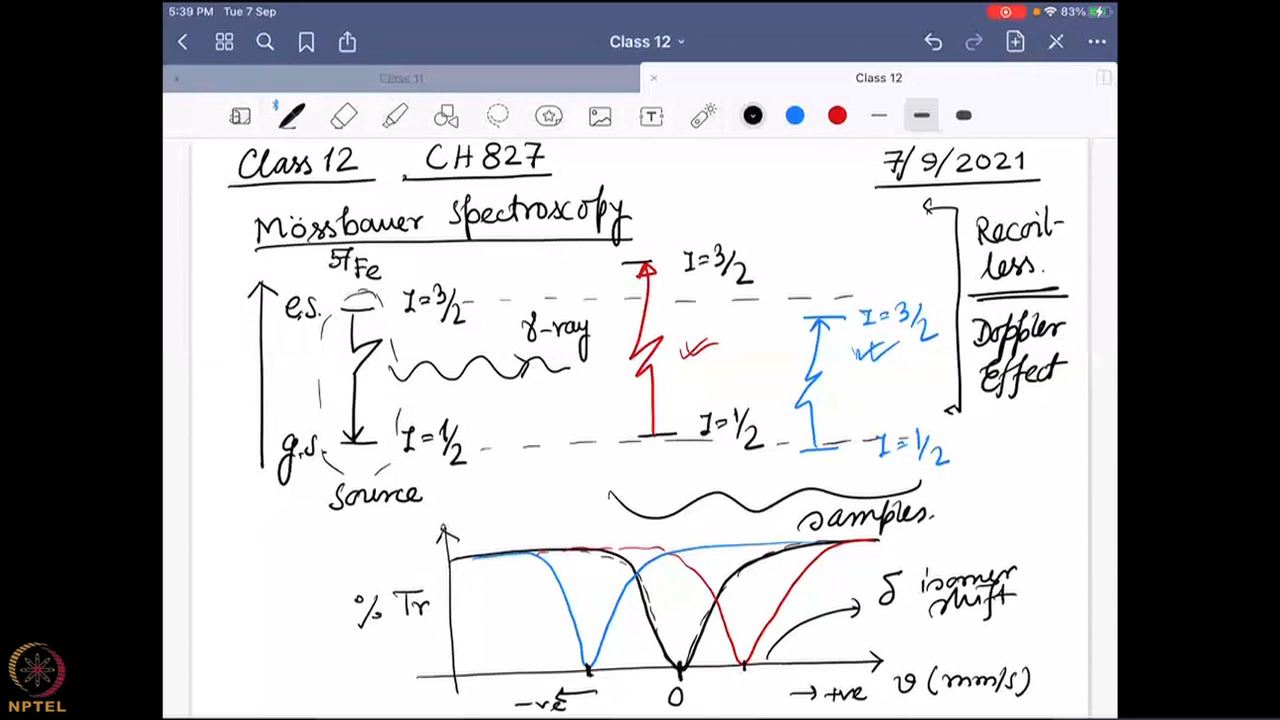 5:39 PM Tue 7 Sep
83%
Class 12
Class 11
Class 12
T
Class 12 CH 827 7/9/2021
Mössbauer spectroscopy
57Fe
e.s. I=3/2
γ-ray
g.s. I=1/2
source
I=3/2
I=1/2
I=3/2
I=1/2
samples.
Recoil-
less.
Doppler
Effect
% Tr
δ isomer
shift
-ve 0 +ve ν (mm/s)
NPTEL